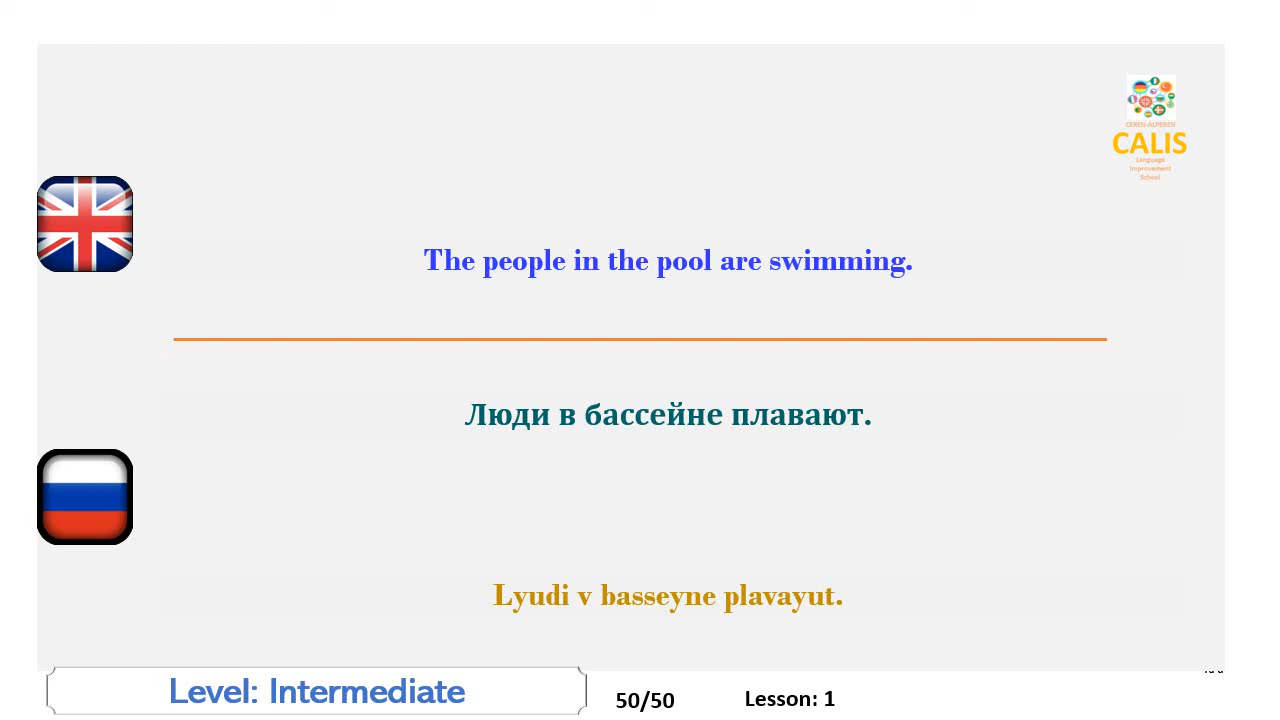 CEREN-ALPEREN
CALIS
Language
Improvement
School
The people in the pool are swimming.
Люди в бассейне плавают.
Lyudi v basseyne plavayut.
Level: Intermediate
50/50
Lesson: 1